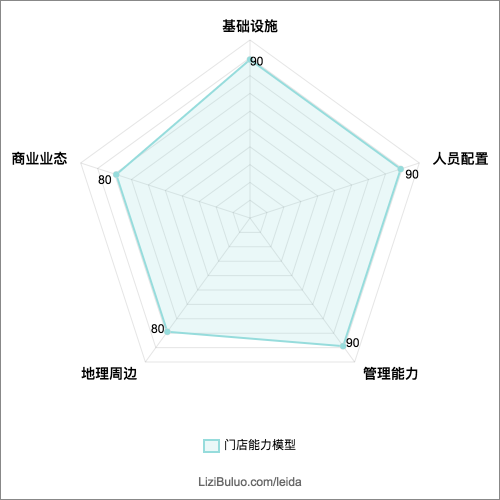 基础设施
90
商业业态
人员配置
80
90
80
90
地理周边
管理能力
门店能力模型
LiziBuluo.com/leida